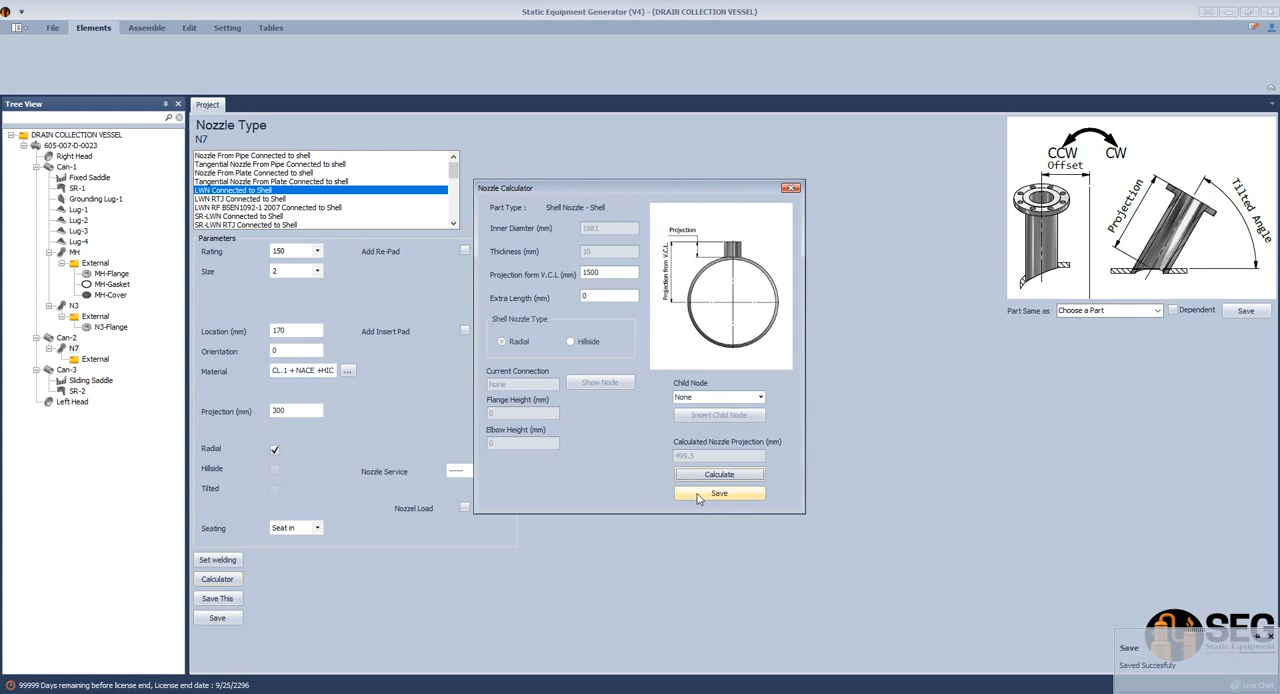 Static Equipment Generator (V4) - (DRAIN COLLECTION VESSEL)
File Elements Assemble Edit Setting Tables
Tree View
DRAIN COLLECTION VESSEL
605-007-D-0023
Right Head
Can-1
Fixed Saddle
SR-1
Grounding Lug-1
Lug-1
Lug-2
Lug-3
Lug-4
MH
External
MH-Flange
MH-Gasket
MH-Cover
N3
External
N3-Flange
Can-2
N7
External
Can-3
Sliding Saddle
SR-2
Left Head
Project
Nozzle Type
N7
Nozzle From Pipe Connected to shell
Tangential Nozzle From Pipe Connected to shell
Nozzle From Plate Connected to shell
Tangential Nozzle From Plate Connected to shell
LWN Connected to Shell
LWN RTJ Connected to Shell
LWN RF BSEN1092-1 2007 Connected to Shell
SR-LWN Connected to Shell
SR-LWN RTJ Connected to Shell
Parameters
Rating 150 Add Re-Pad
Size 2
Location (mm) 170 Add Insert Pad
Orientation 0
Material CL.1 + NACE +HIC ...
Projection (mm) 300
Radial
Hillside Nozzle Service -----
Tilted
Nozzel Load
Seating Seat in
Set welding
Calculator
Save This
Save
Nozzle Calculator
Part Type : Shell Nozzle - Shell
Inner Diamter (mm) 1981
Thickness (mm) 10
Projection form V.C.L (mm) 1500
Extra Length (mm) 0
Shell Nozzle Type
Radial Hillside
Current Connection
None Show Node
Flange Height (mm)
0
Elbow Height (mm)
0
Projection
Projection from V.C.L
Child Node
None
Insert Child Node
Calculated Nozzle Projection (mm)
499.5
Calculate
Save
CCW CW
Offset
Projection
Tilted Angle
Part Same as Choose a Part Dependent Save
SEG
Static Equipment
Save
Saved Succesfuly
Live Chat
99999 Days remaining before license end, License end date : 9/25/2296